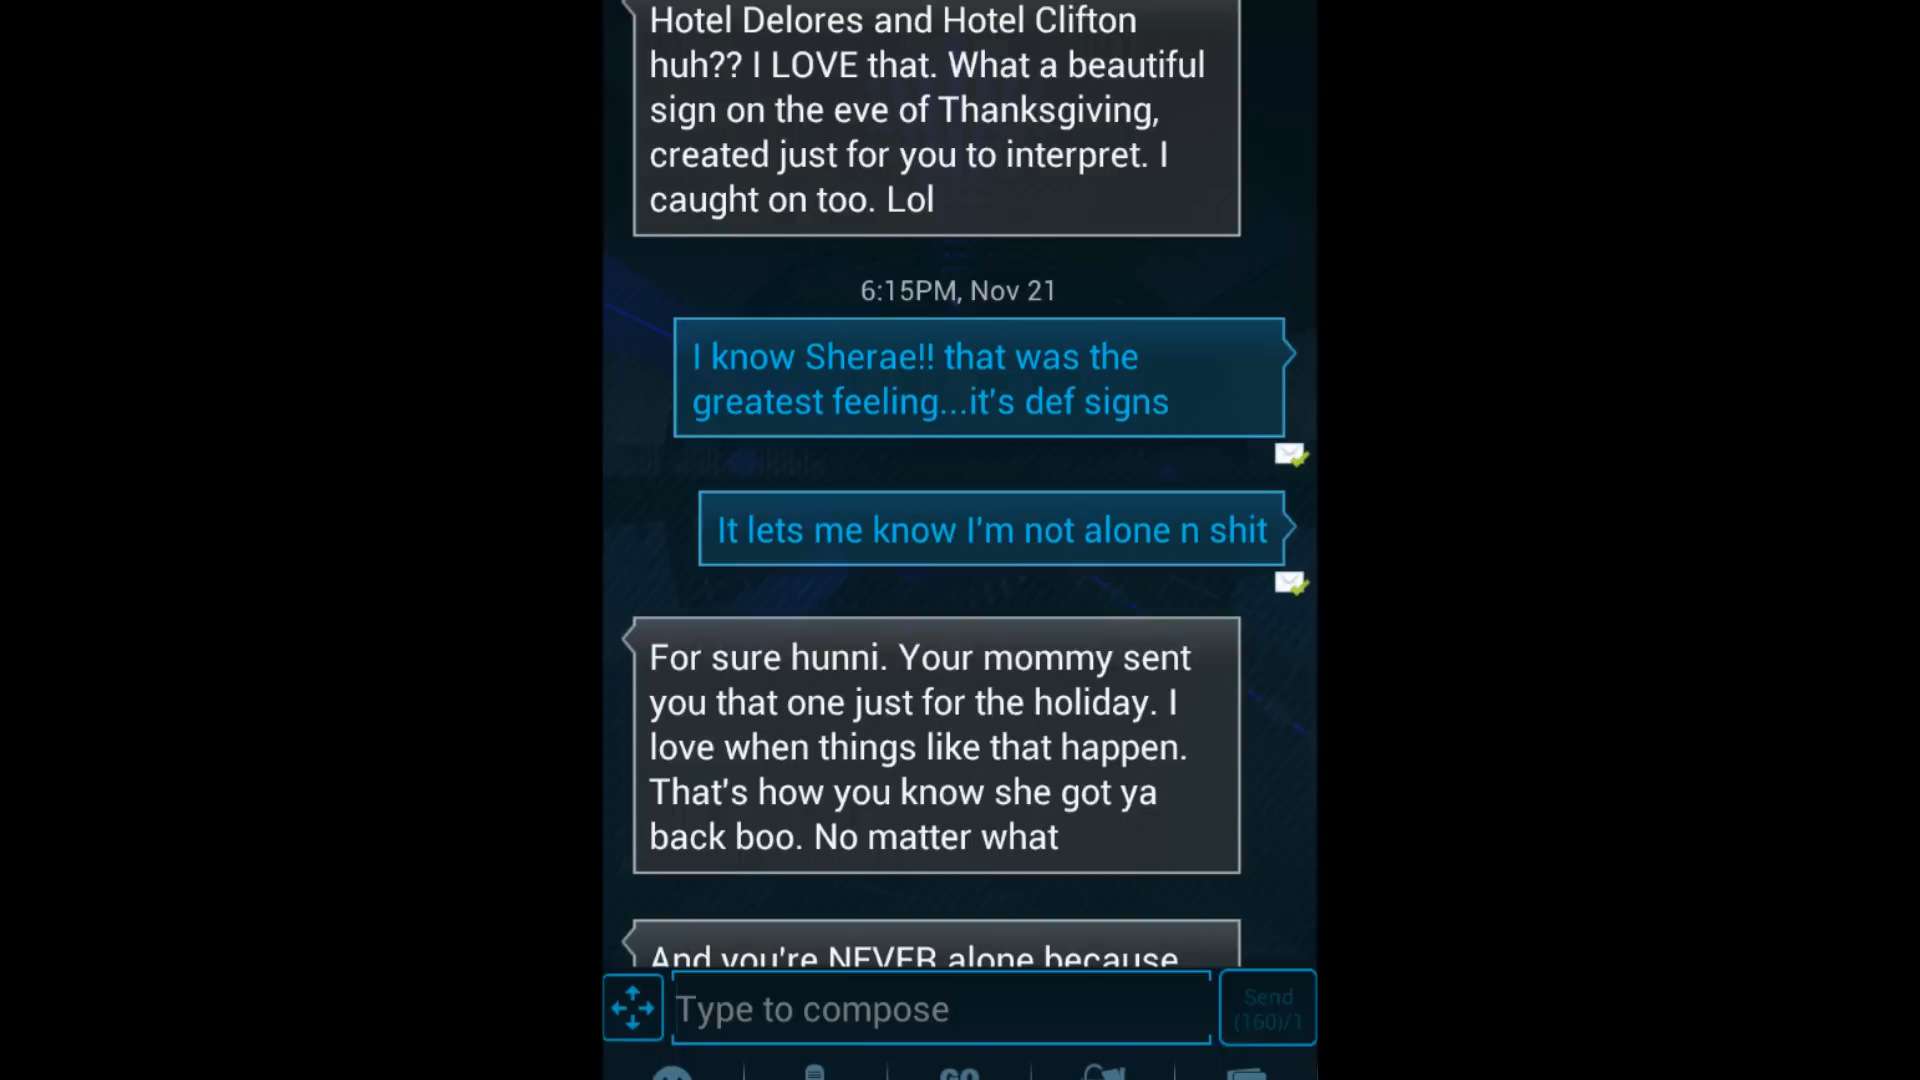 Hotel Delores and Hotel Clifton
huh?? I LOVE that. What a beautiful
sign on the eve of Thanksgiving,
created just for you to interpret. I
caught on too. Lol
6:15PM, Nov 21
I know Sherae!! that was the
greatest feeling...it's def signs
It lets me know I'm not alone n shit
For sure hunni. Your mommy sent
you that one just for the holiday. I
love when things like that happen.
That's how you know she got ya
back boo. No matter what
And you're NEVER alone because
Type to compose
Send
(160)/1
GO